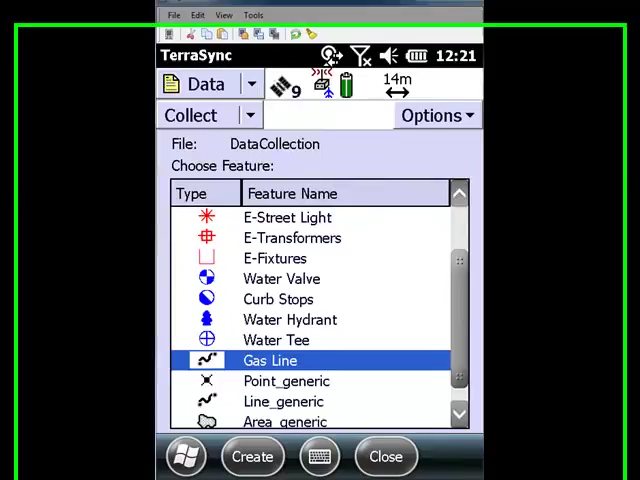 File Edit View Tools
TerraSync 12:21
Data 9 14m
Collect Options
File: DataCollection
Choose Feature:
Type Feature Name
E-Street Light
E-Transformers
E-Fixtures
Water Valve
Curb Stops
Water Hydrant
Water Tee
Gas Line
Point_generic
Line_generic
Area_generic
Create Close